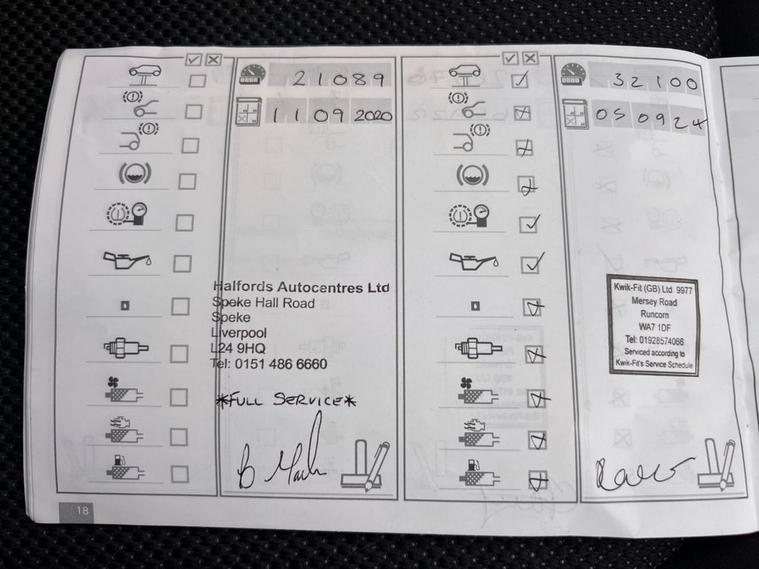 21089
11 09 2020
Halfords Autocentres Ltd
Speke Hall Road
Speke
Liverpool
L24 9HQ
Tel: 0151 486 6660
*FULL SERVICE*
18
32100
05 09 24
Kwik-Fit (GB) Ltd 9977
Mersey Road
Runcorn
WA7 1DF
Tel: 01928574066
Serviced according to
Kwik-Fit's Service Schedule